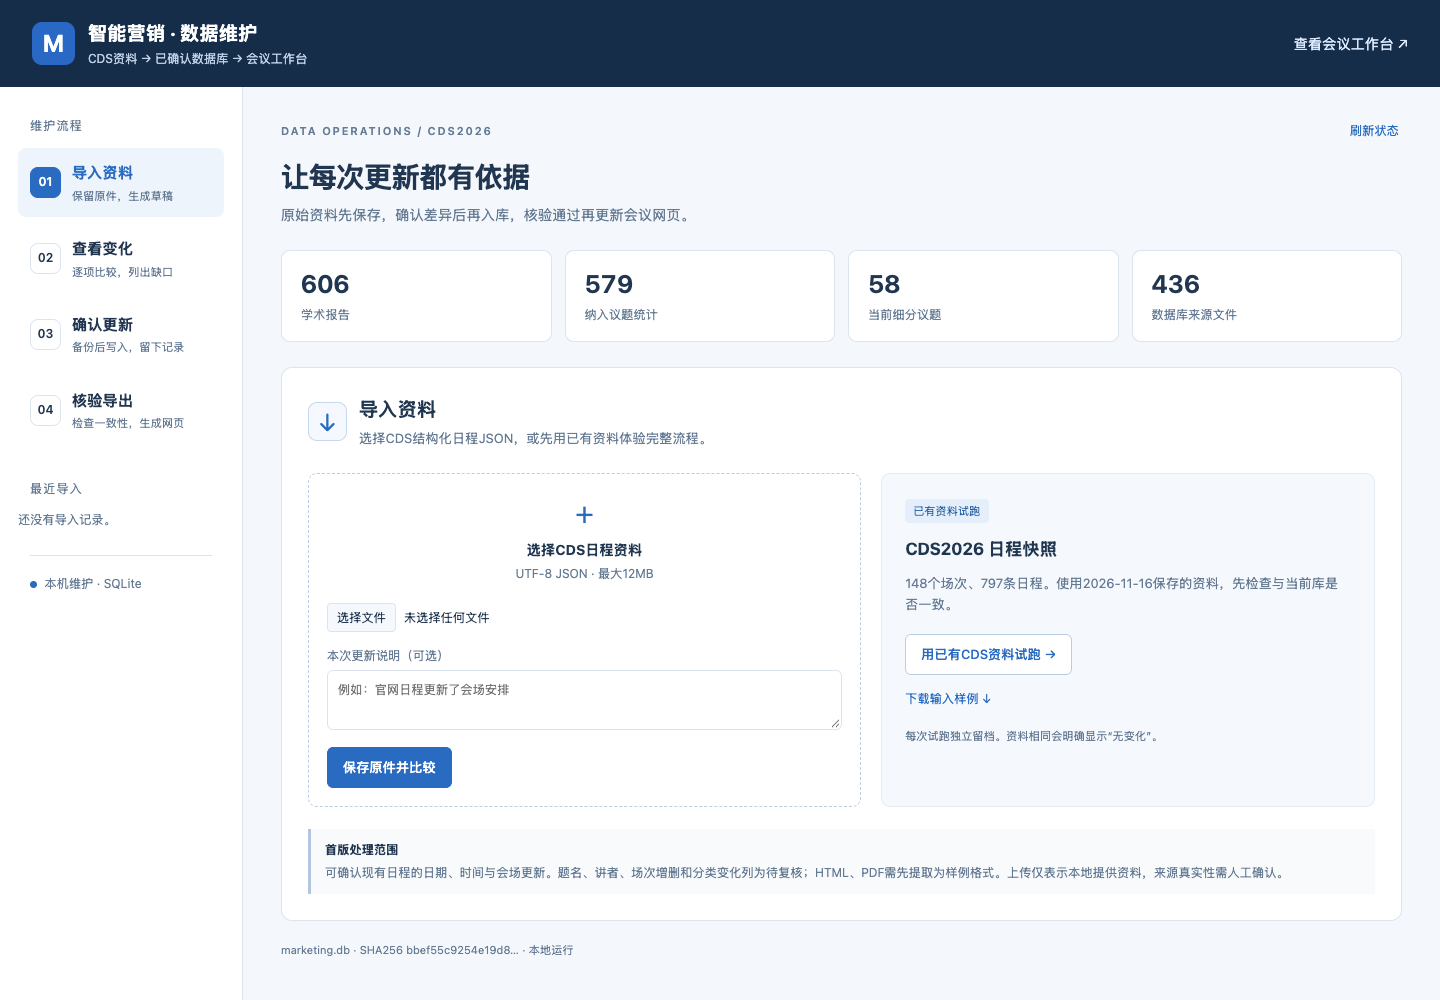 M
智能营销 · 数据维护
CDS资料 → 已确认数据库 → 会议工作台
查看会议工作台 ↗
维护流程
01
导入资料
保留原件，生成草稿
02
查看变化
逐项比较，列出缺口
03
确认更新
备份后写入，留下记录
04
核验导出
检查一致性，生成网页
最近导入
还没有导入记录。
本机维护 · SQLite
DATA OPERATIONS / CDS2026
刷新状态
让每次更新都有依据
原始资料先保存，确认差异后再入库，核验通过再更新会议网页。
606
学术报告
579
纳入议题统计
58
当前细分议题
436
数据库来源文件
导入资料
选择CDS结构化日程JSON，或先用已有资料体验完整流程。
+
选择CDS日程资料
UTF-8 JSON · 最大12MB
选择文件 未选择任何文件
本次更新说明（可选）
例如：官网日程更新了会场安排
保存原件并比较
已有资料试跑
CDS2026 日程快照
148个场次、797条日程。使用2026-11-16保存的资料，先检查与当前库是
否一致。
用已有CDS资料试跑 →
下载输入样例 ↓
每次试跑独立留档。资料相同会明确显示“无变化”。
首版处理范围
可确认现有日程的日期、时间与会场更新。题名、讲者、场次增删和分类变化列为待复核；HTML、PDF需先提取为样例格式。上传仅表示本地提供资料，来源真实性需人工确认。
marketing.db · SHA256 bbef55c9254e19d8... · 本地运行